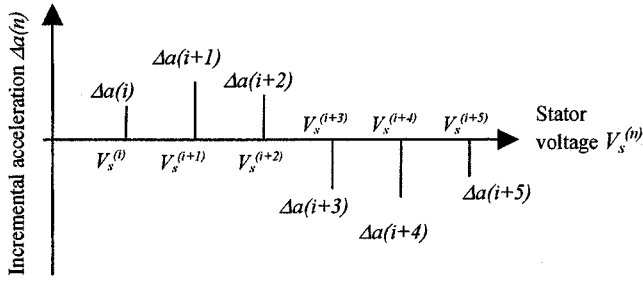 Incremental acceleration Δa(n)
Δa(i+1)
Δa(i) Δa(i+2)
V_s^(i+3) V_s^(i+4) V_s^(i+5) Stator
V_s^(i) V_s^(i+1) V_s^(i+2) voltage V_s^(n)
Δa(i+3) Δa(i+5)
Δa(i+4)